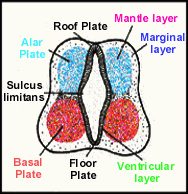 Roof Plate
Mantle layer
Alar
Plate
Marginal
layer
Sulcus
limitans
Basal
Plate
Floor
Plate
Ventricular
layer